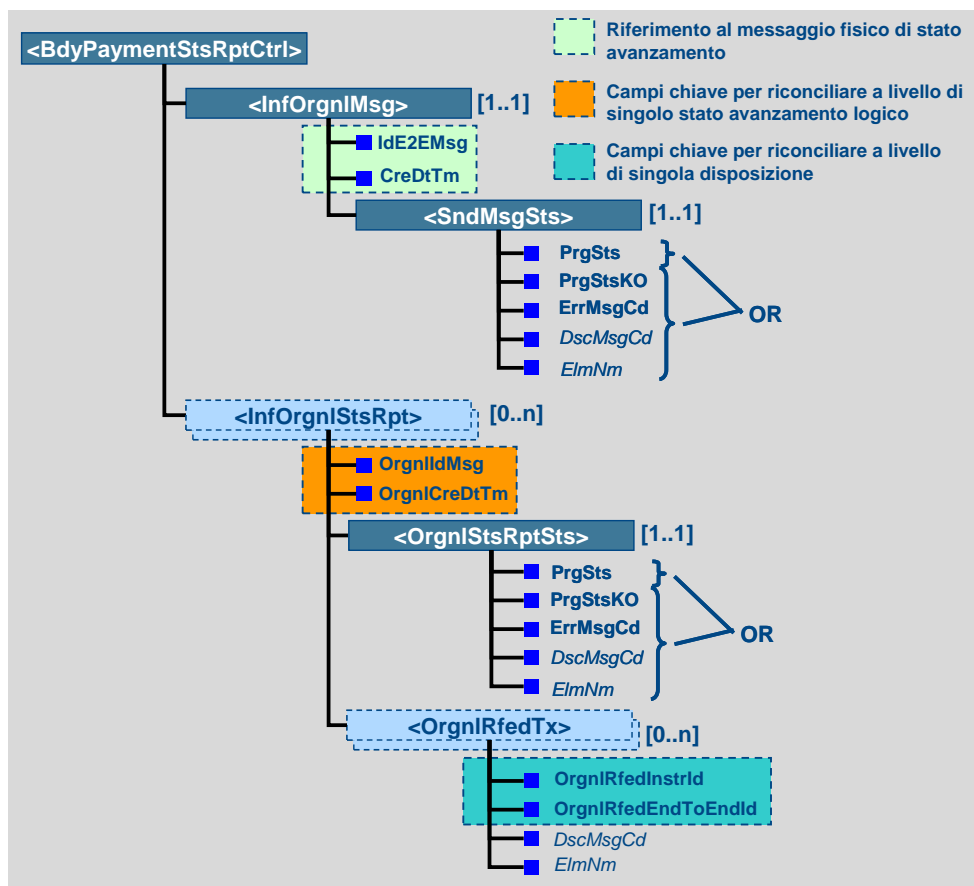 <BdyPaymentStsRptCtrl>
Riferimento al messaggio fisico di stato
avanzamento
<InfOrgnlMsg> [1..1]
Campi chiave per riconciliare a livello di
singolo stato avanzamento logico
IdE2EMsg
CreDtTm
Campi chiave per riconciliare a livello
di singola disposizione
<SndMsgSts> [1..1]
PrgSts
PrgStsKO
ErrMsgCd
OR
DscMsgCd
ElmNm
<InfOrgnlStsRpt> [0..n]
OrgnlIdMsg
OrgnlCreDtTm
<OrgnlStsRptSts> [1..1]
PrgSts
PrgStsKO
ErrMsgCd
OR
DscMsgCd
ElmNm
<OrgnlRfedTx> [0..n]
OrgnlRfedInstrId
OrgnlRfedEndToEndId
DscMsgCd
ElmNm